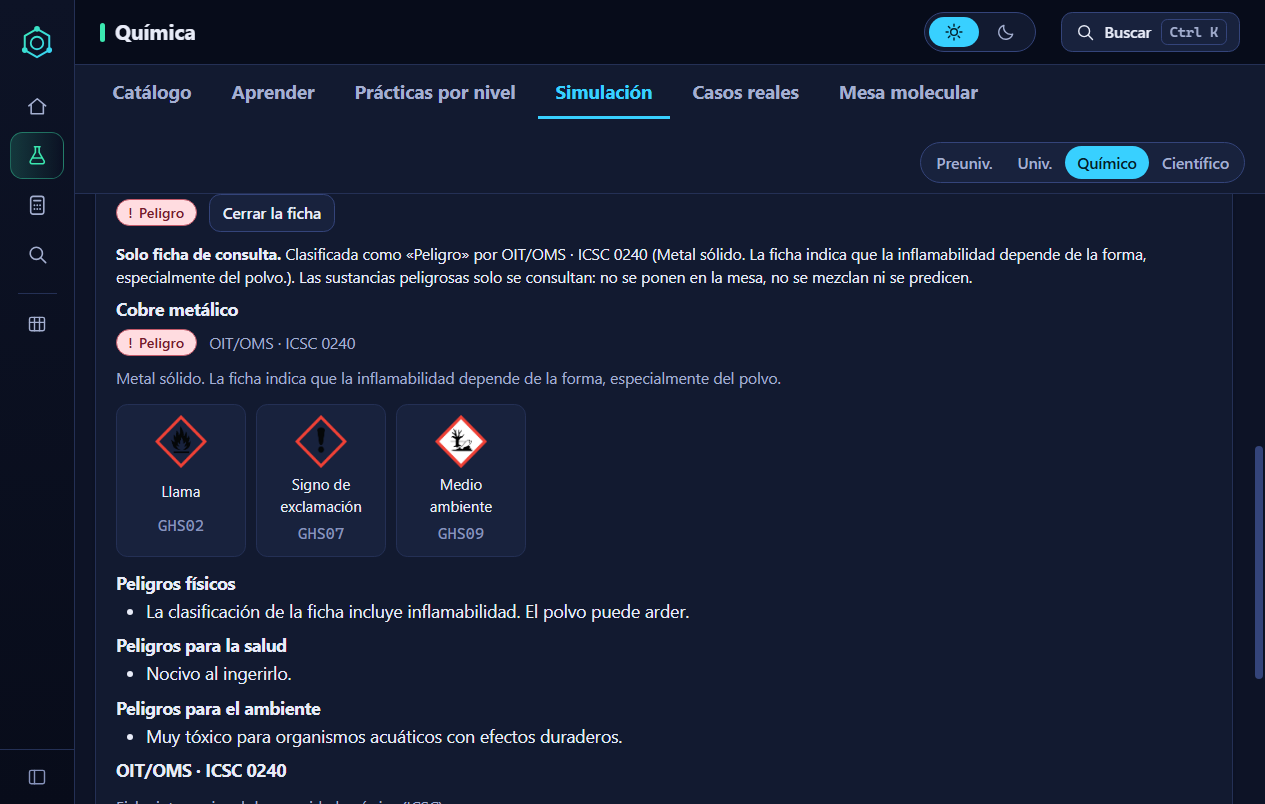 Química
Buscar Ctrl K
Catálogo Aprender Prácticas por nivel Simulación Casos reales Mesa molecular
Preuniv. Univ. Químico Científico
! Peligro Cerrar la ficha
Solo ficha de consulta. Clasificada como «Peligro» por OIT/OMS · ICSC 0240 (Metal sólido. La ficha indica que la inflamabilidad depende de la forma,
especialmente del polvo.). Las sustancias peligrosas solo se consultan: no se ponen en la mesa, no se mezclan ni se predicen.
Cobre metálico
! Peligro OIT/OMS · ICSC 0240
Metal sólido. La ficha indica que la inflamabilidad depende de la forma, especialmente del polvo.
Llama
GHS02
Signo de
exclamación
GHS07
Medio
ambiente
GHS09
Peligros físicos
• La clasificación de la ficha incluye inflamabilidad. El polvo puede arder.
Peligros para la salud
• Nocivo al ingerirlo.
Peligros para el ambiente
• Muy tóxico para organismos acuáticos con efectos duraderos.
OIT/OMS · ICSC 0240